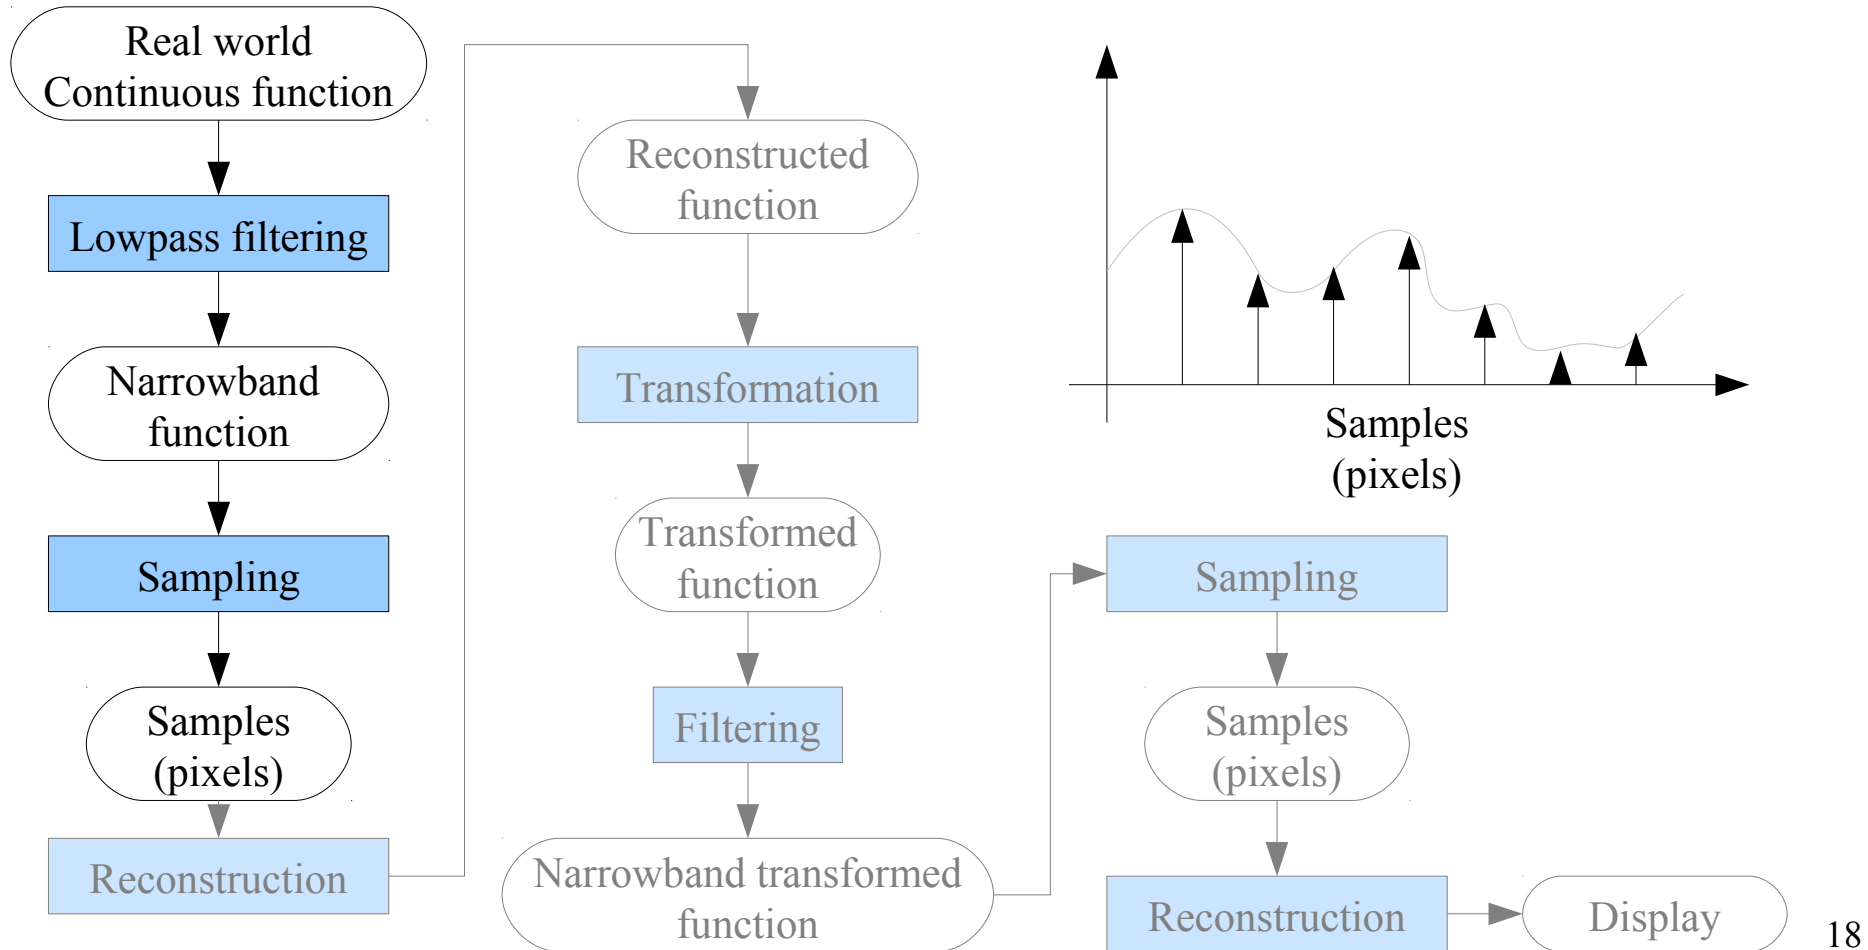 Real world
Continuous function
Lowpass filtering
Narrowband
function
Sampling
Samples
(pixels)
Reconstruction
Reconstructed
function
Transformation
Transformed
function
Filtering
Narrowband transformed
function
Samples
(pixels)
Sampling
Samples
(pixels)
Reconstruction
Display
18